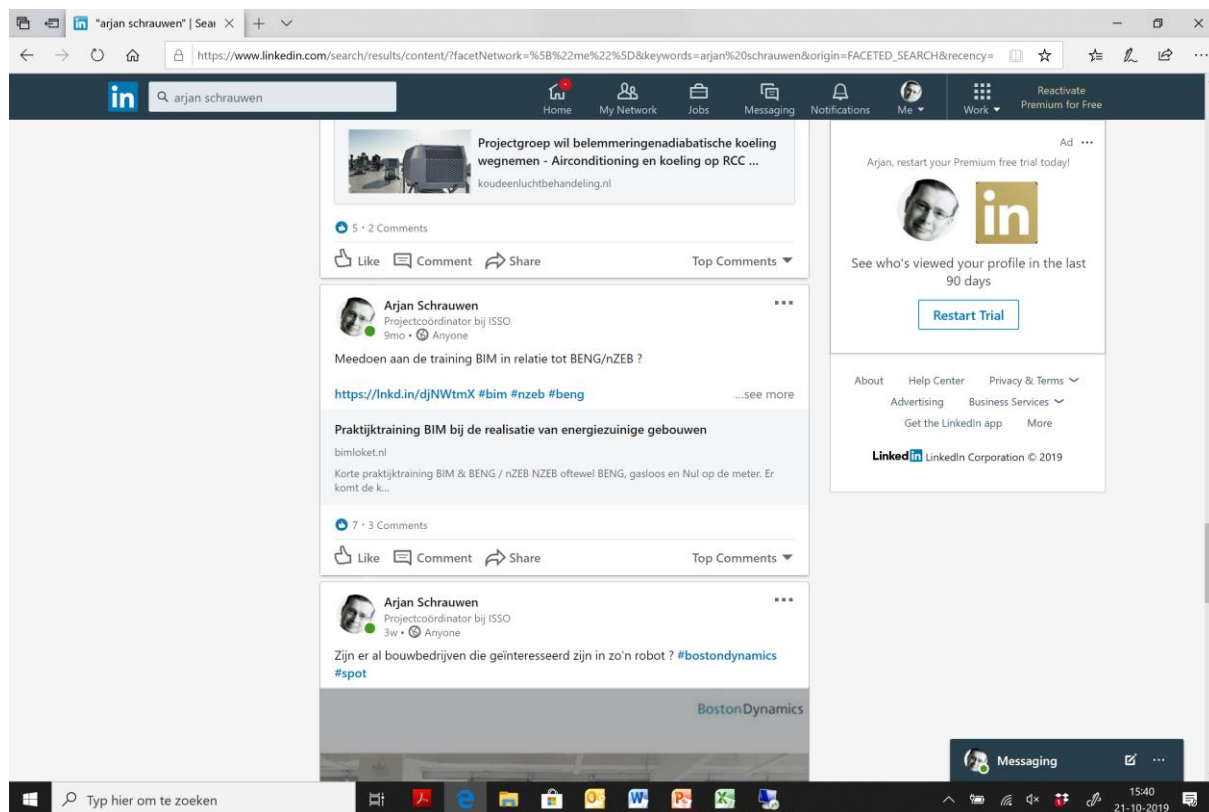 "arjan schrauwen" | Sear
https://www.linkedin.com/search/results/content/?facetNetwork=%5B%22me%22%5D&keywords=arjan%20schrauwen&origin=FACETED_SEARCH&recency=
in
arjan schrauwen
Home
My Network
Jobs
Messaging
Notifications
Me
Work
Reactivate
Premium for Free
Projectgroep wil belemmeringenadiabatische koeling
wegnemen - Airconditioning en koeling op RCC ...
koudeenluchtbehandeling.nl
5 · 2 Comments
Like Comment Share Top Comments
Arjan Schrauwen
Projectcoördinator bij ISSO
9mo • Anyone
Meedoen aan de training BIM in relatie tot BENG/nZEB ?
https://lnkd.in/djNWtmX #bim #nzeb #beng ...see more
Praktijktraining BIM bij de realisatie van energiezuinige gebouwen
bimloket.nl
Korte praktijktraining BIM & BENG / nZEB NZEB oftewel BENG, gasloos en Nul op de meter. Er
komt de k...
7 · 3 Comments
Like Comment Share Top Comments
Arjan Schrauwen
Projectcoördinator bij ISSO
3w • Anyone
Zijn er al bouwbedrijven die geïnteresseerd zijn in zo'n robot ? #bostondynamics
#spot
BostonDynamics
Ad
Arjan, restart your Premium free trial today!
in
See who's viewed your profile in the last
90 days
Restart Trial
About Help Center Privacy & Terms
Advertising Business Services
Get the LinkedIn app More
Linkedin LinkedIn Corporation © 2019
Messaging
Typ hier om te zoeken
15:40
21-10-2019